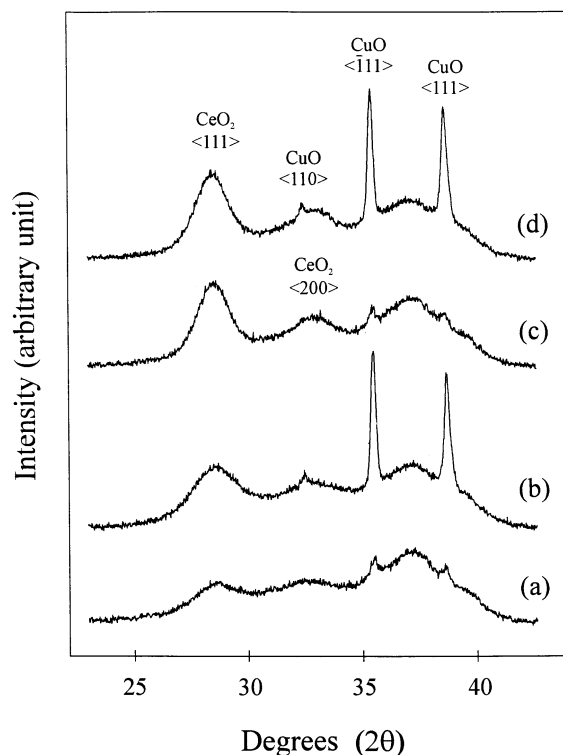 CuO
<1̄11>
CuO
<111>
CeO₂
<111>
CuO
<110>
(d)
CeO₂
<200>
(c)
(b)
(a)
Intensity (arbitrary unit)
25 30 35 40
Degrees (2θ)